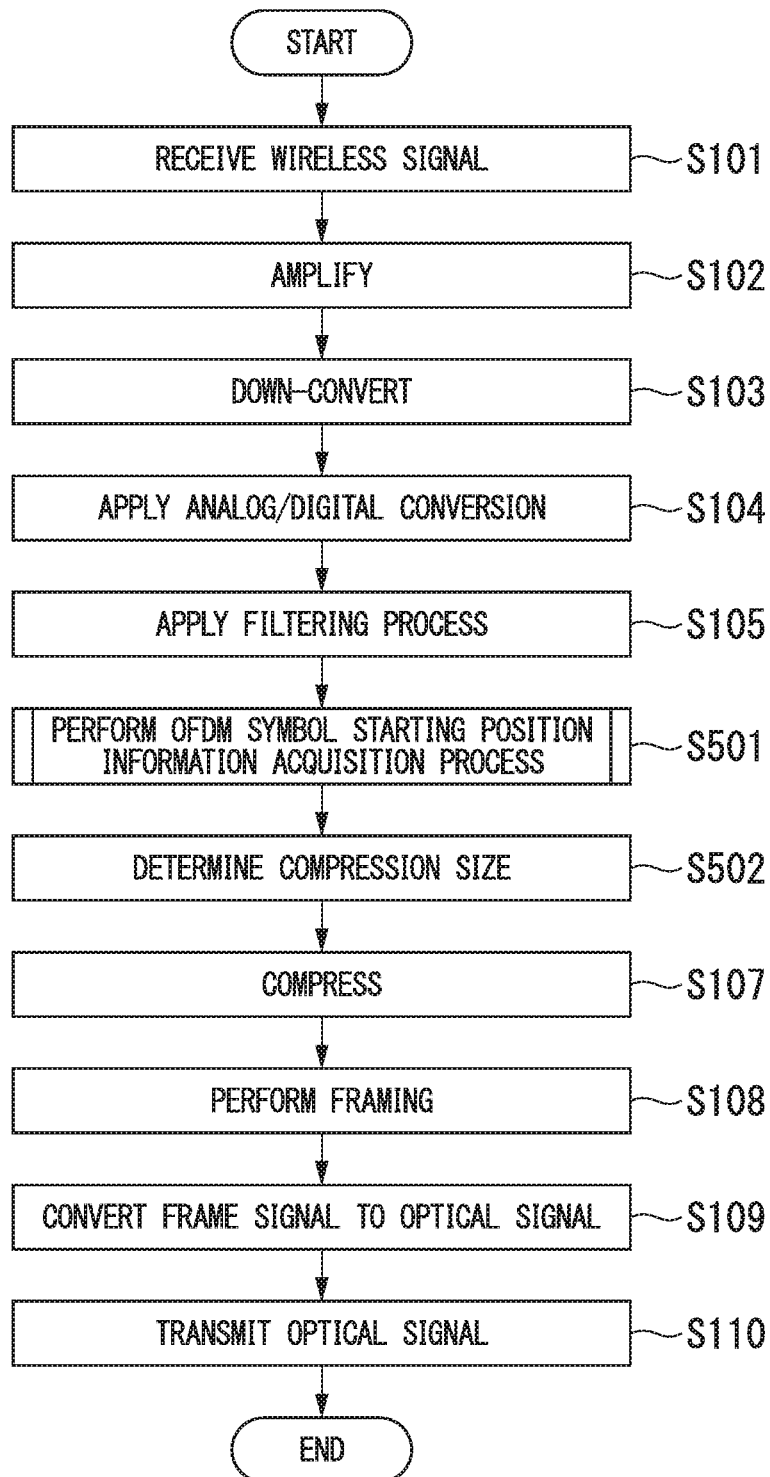 START
RECEIVE WIRELESS SIGNAL S101
AMPLIFY S102
DOWN-CONVERT S103
APPLY ANALOG/DIGITAL CONVERSION S104
APPLY FILTERING PROCESS S105
PERFORM OFDM SYMBOL STARTING POSITION
INFORMATION ACQUISITION PROCESS S501
DETERMINE COMPRESSION SIZE S502
COMPRESS S107
PERFORM FRAMING S108
CONVERT FRAME SIGNAL TO OPTICAL SIGNAL S109
TRANSMIT OPTICAL SIGNAL S110
END